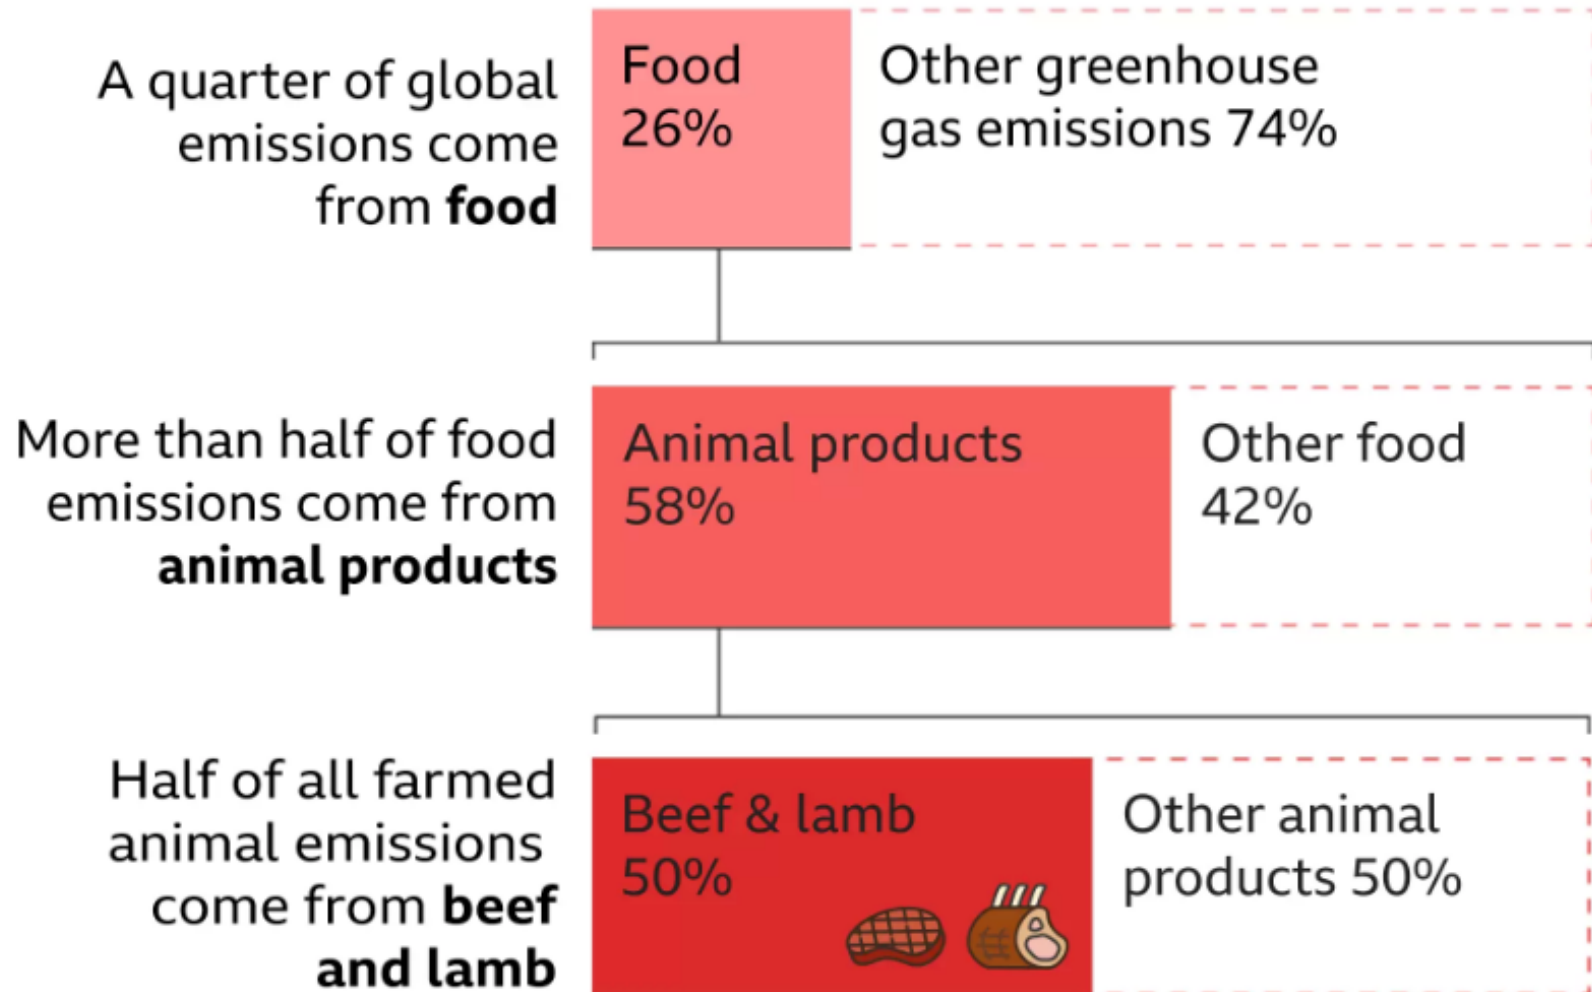 A quarter of global
emissions come
from food
Food
26%
Other greenhouse
gas emissions 74%
More than half of food
emissions come from
animal products
Animal products
58%
Other food
42%
Half of all farmed
animal emissions
come from beef
and lamb
Beef & lamb
50%
Other animal
products 50%